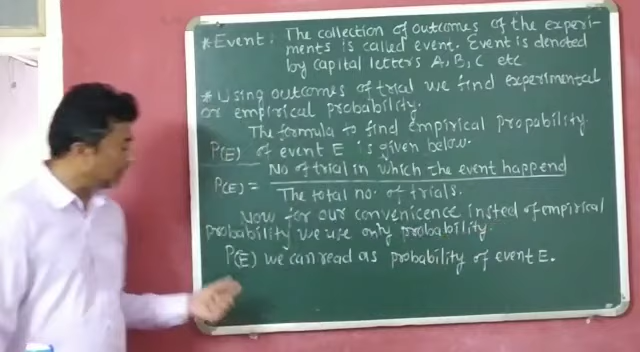 * Event: The collection of outcomes of the experi-
ments is called event. Event is denoted
by capital letters A, B, C etc
* Using outcomes of trial we find experimental
or empirical probability.
The formula to find empirical propability
P(E) of event E is given below.
P(E) = No of trial in which the event happend
The total no. of trials.
Now for our convenicence insted of empirical
probability we use only probability.
P(E) we can read as probability of event E.